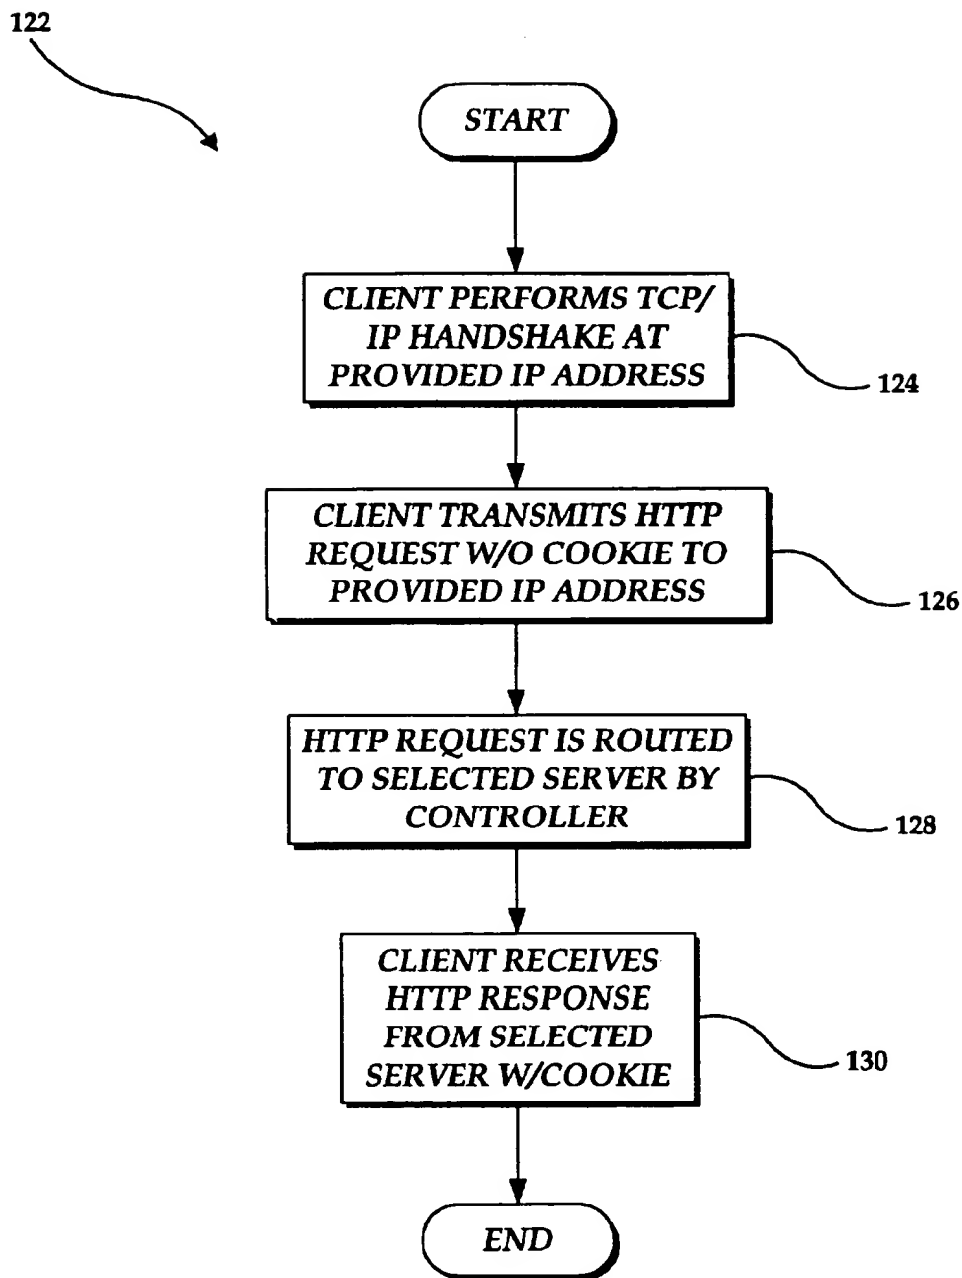 122
START
CLIENT PERFORMS TCP/
IP HANDSHAKE AT
PROVIDED IP ADDRESS
124
CLIENT TRANSMITS HTTP
REQUEST W/O COOKIE TO
PROVIDED IP ADDRESS
126
HTTP REQUEST IS ROUTED
TO SELECTED SERVER BY
CONTROLLER
128
CLIENT RECEIVES
HTTP RESPONSE
FROM SELECTED
SERVER W/COOKIE
130
END